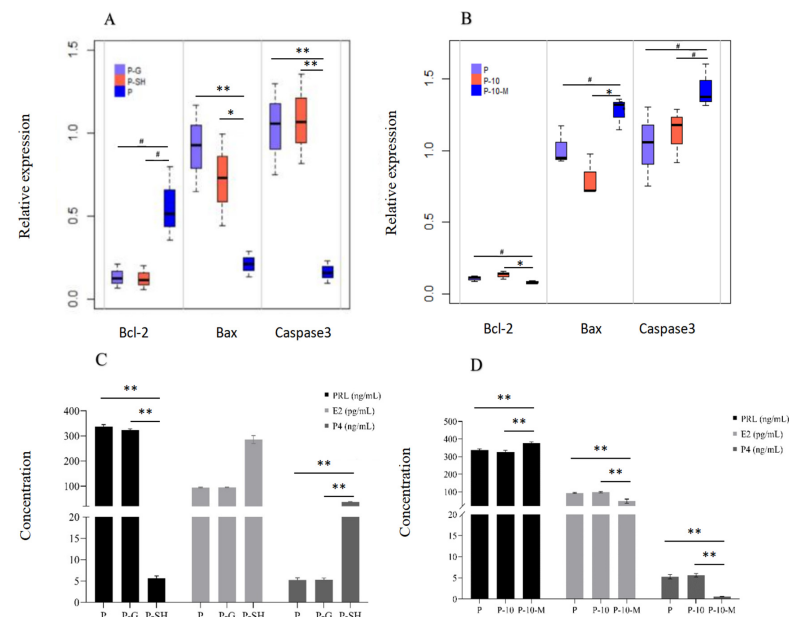 A
Relative expression
1.5
1.0
0.5
0.0
P-G
P-SH
P
#
#
**
*
**
**
Bcl-2 Bax Caspase3
B
Relative expression
1.5
1.0
0.5
0.0
P
P-10
P-10-M
#
*
#
*
#
#
Bcl-2 Bax Caspase3
C
Concentration
400
300
200
100
20
15
10
5
0
**
**
**
**
PRL (ng/mL)
E2 (pg/mL)
P4 (ng/mL)
P P-G P-SH P P-G P-SH P P-G P-SH
D
Concentration
500
400
300
200
100
20
15
10
5
0
**
**
**
**
**
**
PRL (ng/mL)
E2 (pg/mL)
P4 (ng/mL)
P P-10 P-10-M P P-10 P-10-M P P-10 P-10-M